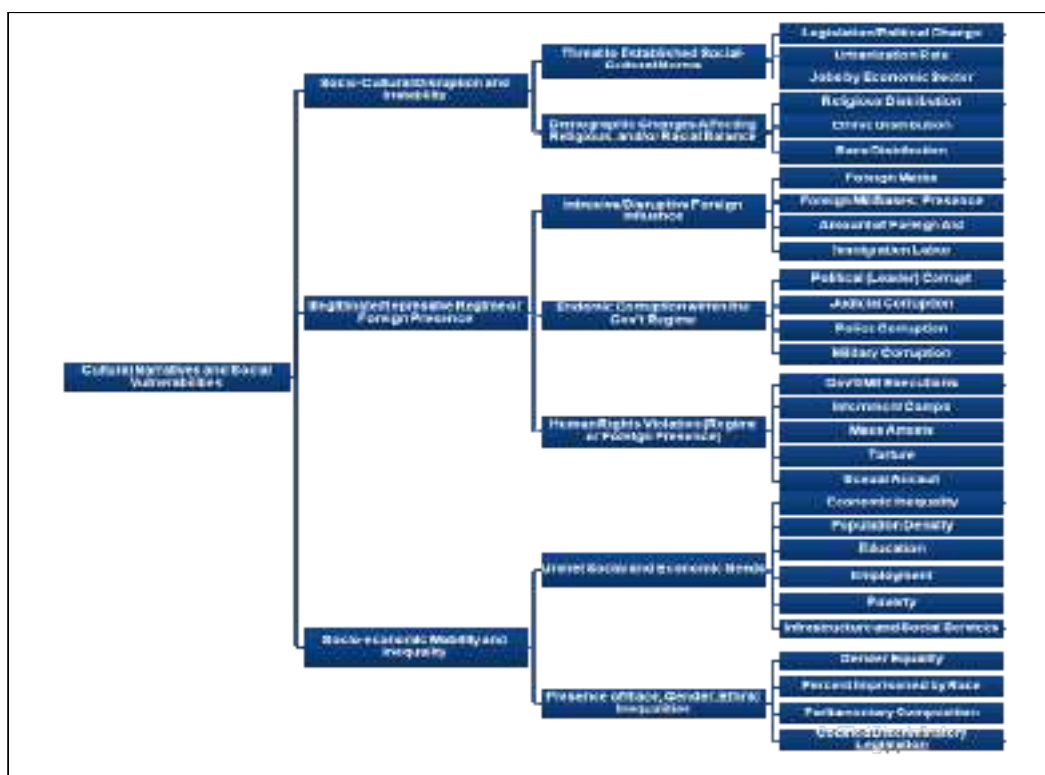 Legislation/Political Change
Threat to Established Social-
Cultural Norms
Urbanization Rate
Socio-Cultural Disruption and
Instability
Jobs by Economic Sector
Religious Distribution
Demographic Changes Affecting
Religious, and/or Racial Balance
Ethnic Distribution
Race Distribution
Foreign Media
Intrusive/Disruptive Foreign
Influence
Foreign Mil Bases, Presence
Amount of Foreign Aid
Immigration Labor
Political (Leader) Corrupt
Illegitimate/Repressive Regime or
Foreign Presence
Endemic Corruption within the
Gov't Regime
Judicial Corruption
Police Corruption
Military Corruption
Cultural Narratives and Social
Vulnerabilities
Gov't/Mil Executions
Internment Camps
Human Rights Violation (Regime
or Foreign Presence)
Mass Arrests
Torture
Sexual Assault
Economic Inequality
Population Density
Education
Unmet Social and Economic Needs
Employment
Poverty
Infrastructure and Social Services
Socio-economic Mobility and
Inequality
Gender Equality
Percent Imprisoned by Race
Presence of Race, Gender, Ethnic
Inequalities
Parliamentary Composition
Codified Discriminatory
Legislation